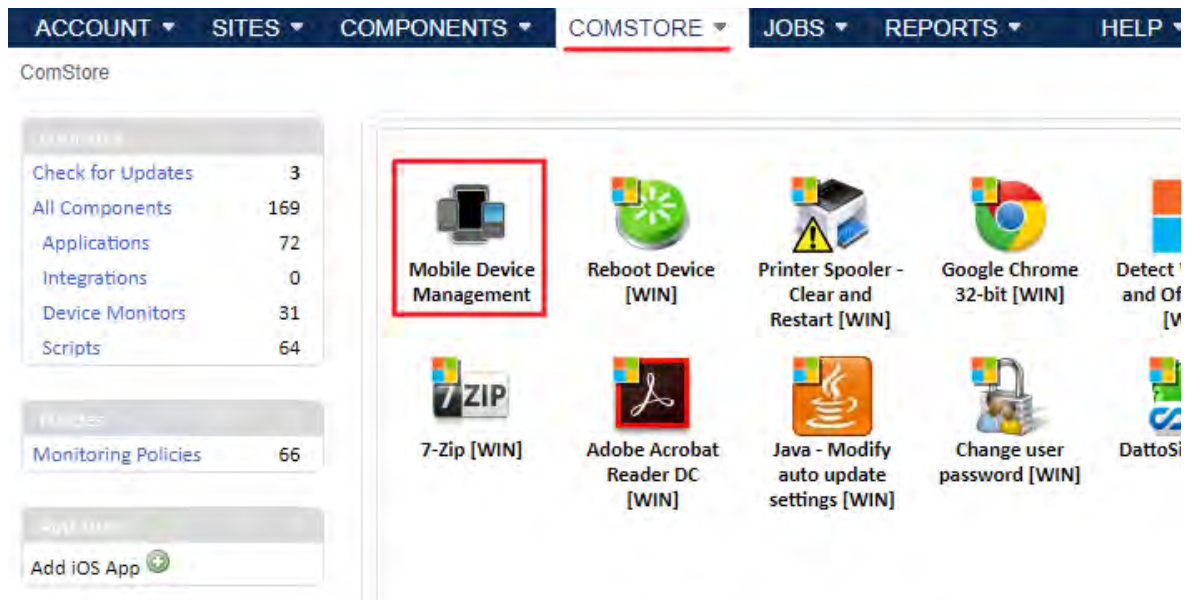 ACCOUNT SITES COMPONENTS COMSTORE JOBS REPORTS HELP
ComStore
Check for Updates 3
All Components 169
Applications 72
Integrations 0
Device Monitors 31
Scripts 64
Monitoring Policies 66
Add iOS App
Mobile Device
Management
Reboot Device
[WIN]
Printer Spooler -
Clear and
Restart [WIN]
Google Chrome
32-bit [WIN]
Detect
and
7 ZIP
7-Zip [WIN]
Adobe Acrobat
Reader DC
[WIN]
Java - Modify
auto update
settings [WIN]
Change user
password [WIN]